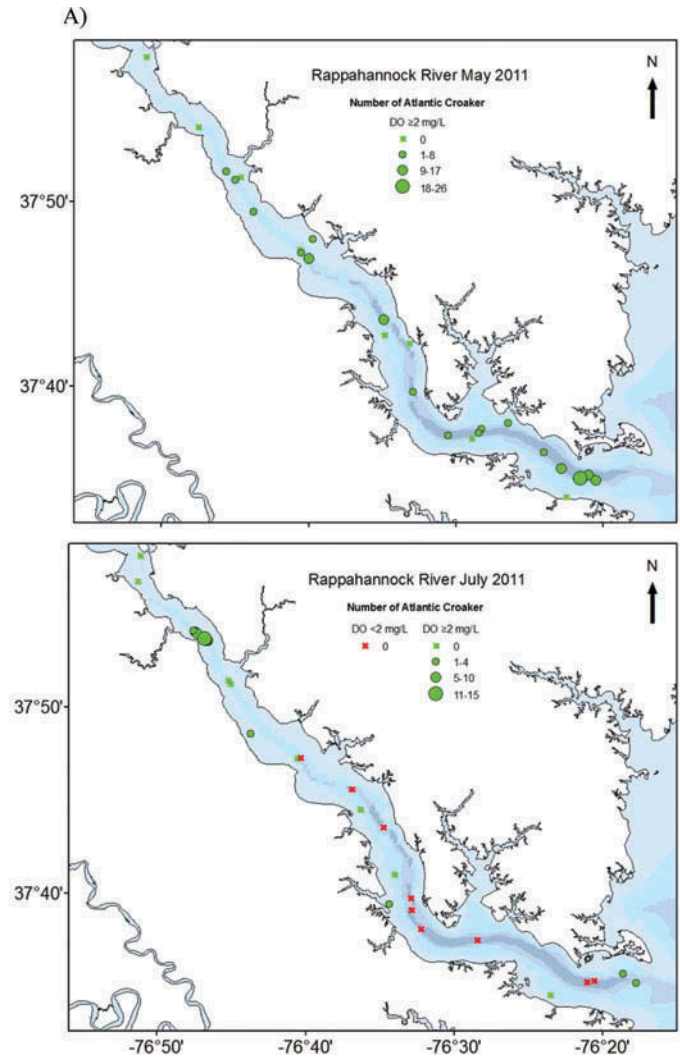 A)
Rappahannock River May 2011
N
Number of Atlantic Croaker
DO ≥2 mg/L
0
1-8
9-17
18-26
37°50'
37°40'
Rappahannock River July 2011
N
Number of Atlantic Croaker
DO <2 mg/L DO ≥2 mg/L
0 0
1-4
5-10
11-15
37°50'
37°40'
-76°50' -76°40' -76°30' -76°20'